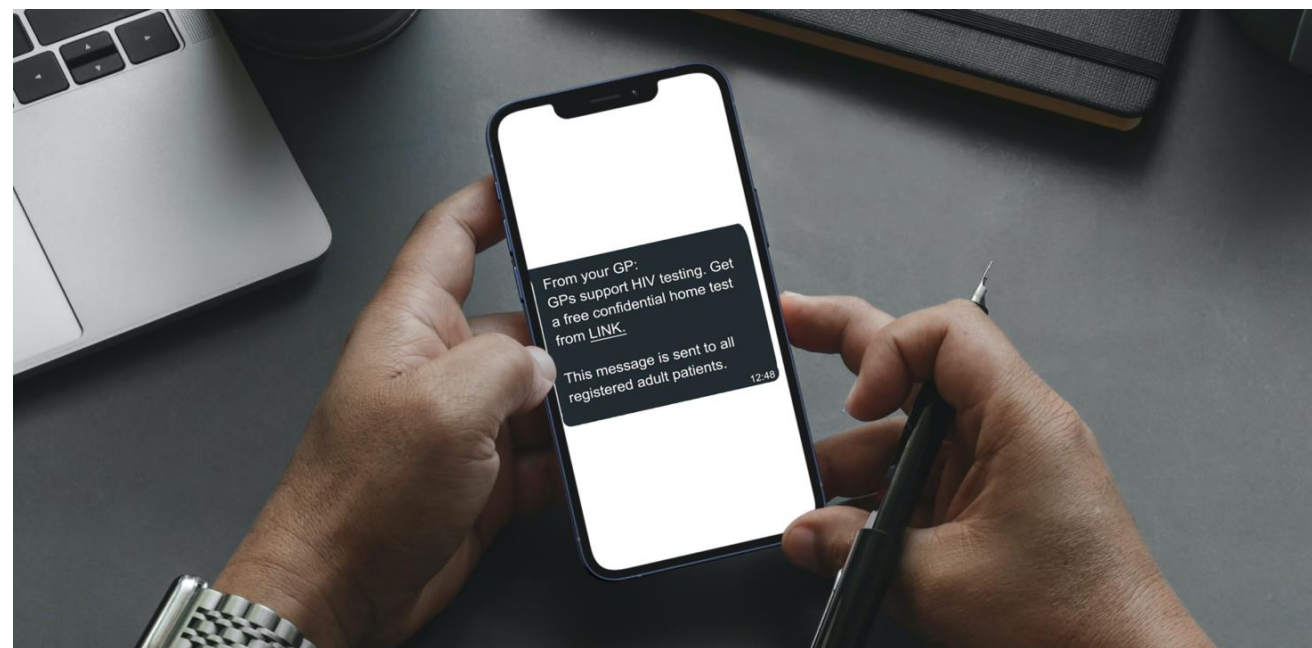 From your GP:
GPs support HIV testing. Get
a free confidential home test
from LINK.
This message is sent to all
registered adult patients.
12:48